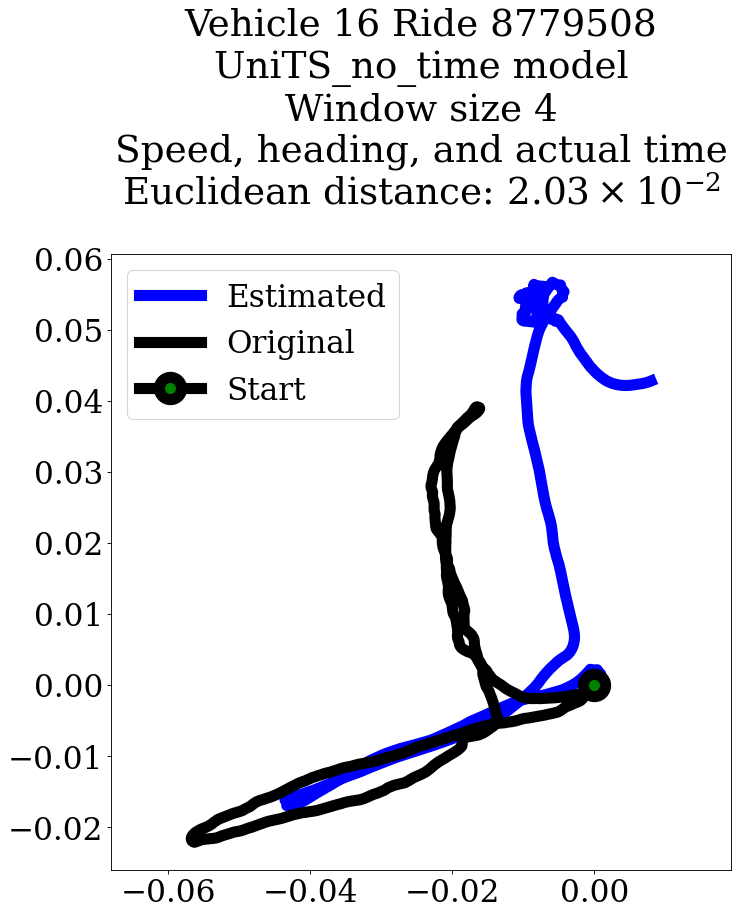 Vehicle 16 Ride 8779508
UniTS_no_time model
Window size 4
Speed, heading, and actual time
Euclidean distance: 2.03 × 10⁻²
0.06
0.05
0.04
0.03
0.02
0.01
0.00
−0.01
−0.02
Estimated
Original
Start
−0.06 −0.04 −0.02 0.00